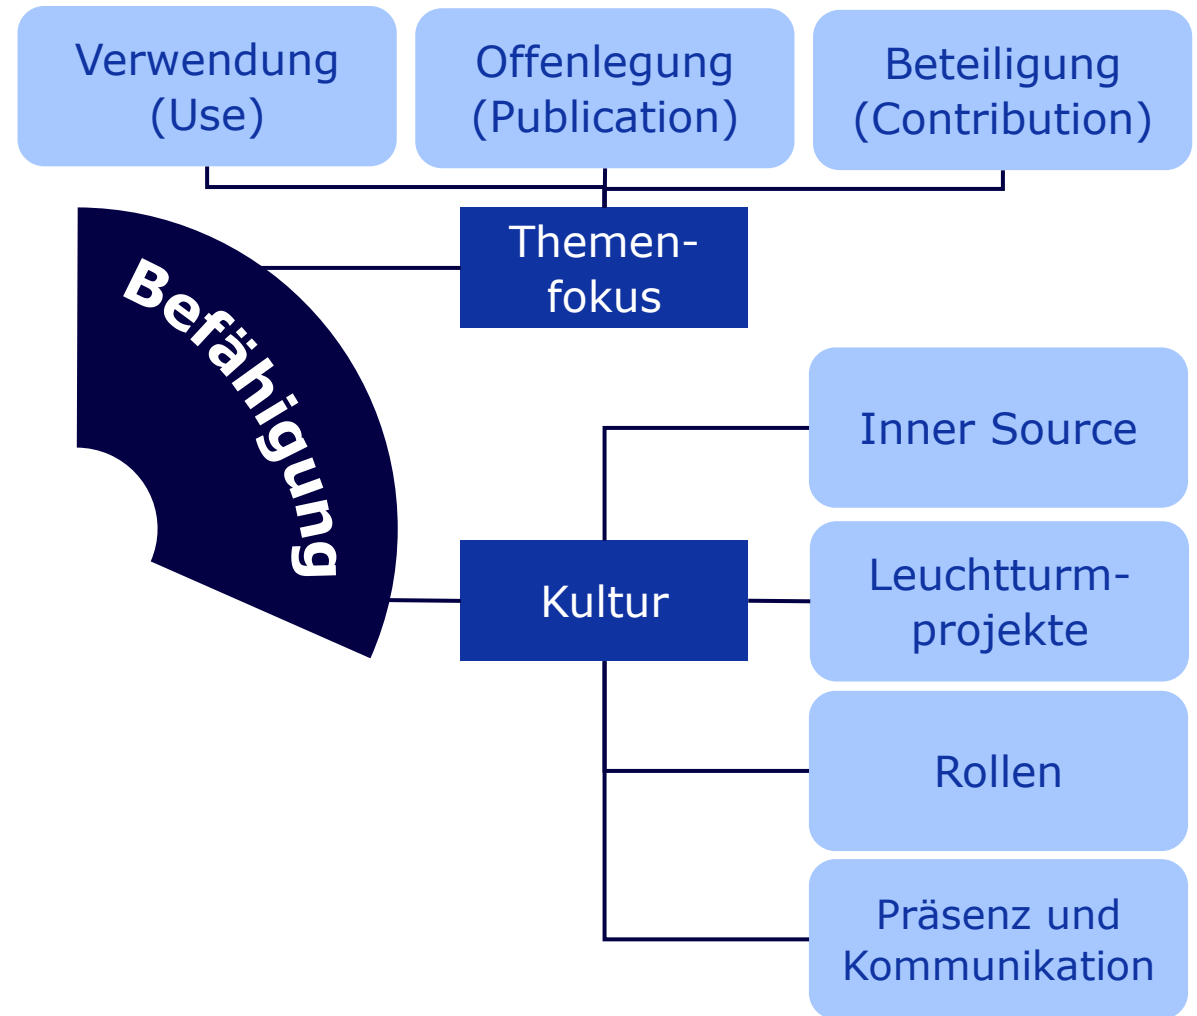 Verwendung
(Use)
Offenlegung
(Publication)
Beteiligung
(Contribution)
Themen-
fokus
Befähigung
Inner Source
Kultur
Leuchtturm-
projekte
Rollen
Präsenz und
Kommunikation